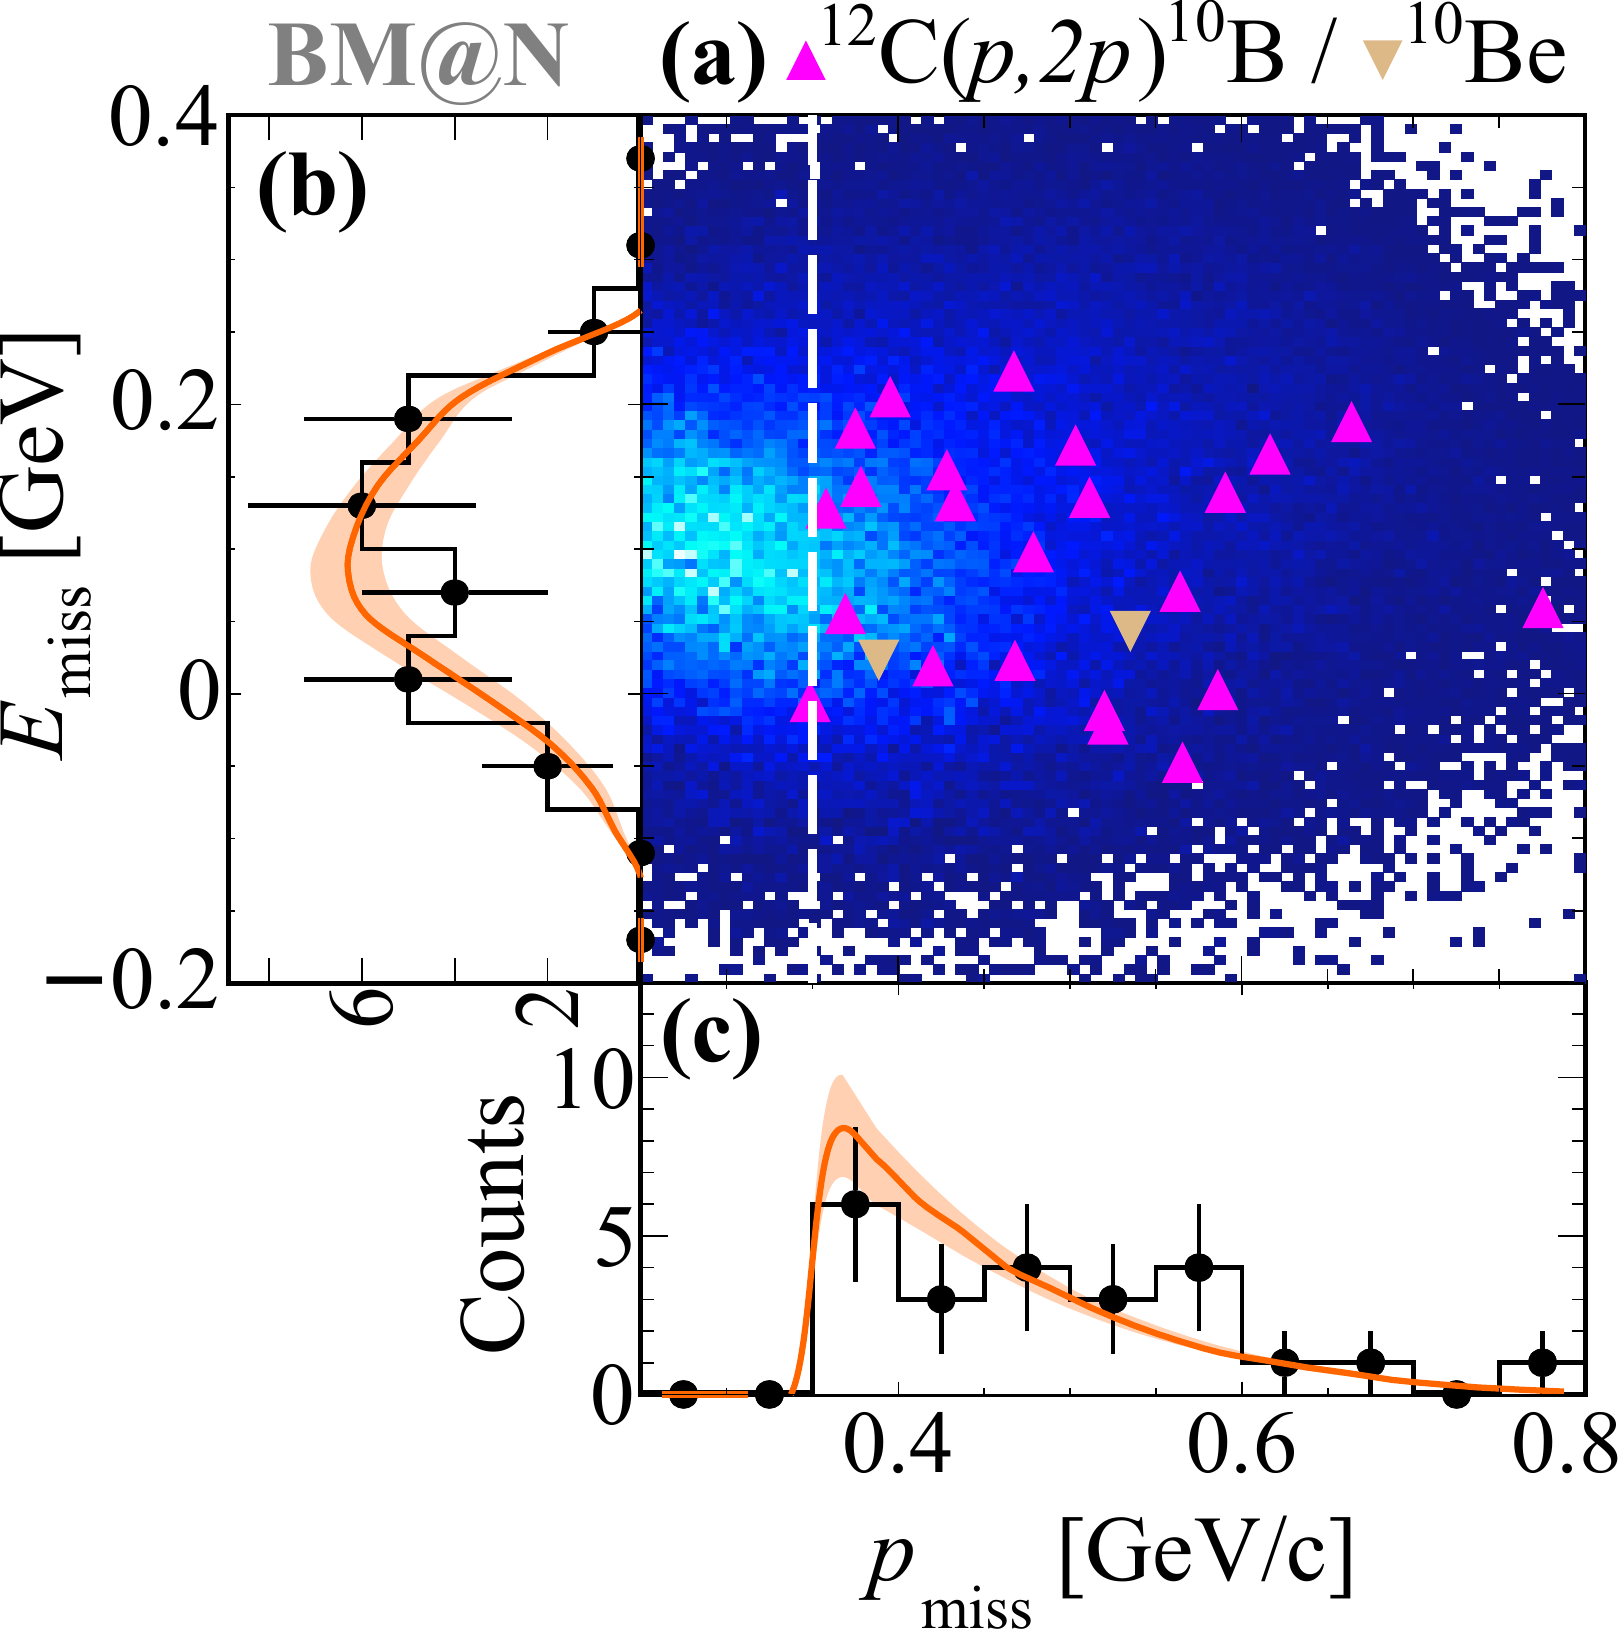 BM@N (a) ▲¹²C(p,2p)¹⁰B / ▼¹⁰Be
0.4
(b)
0.2
0
−0.2
E_miss [GeV]
6 2
(c)
10
5
0
Counts
0.4 0.6 0.8
p_miss [GeV/c]